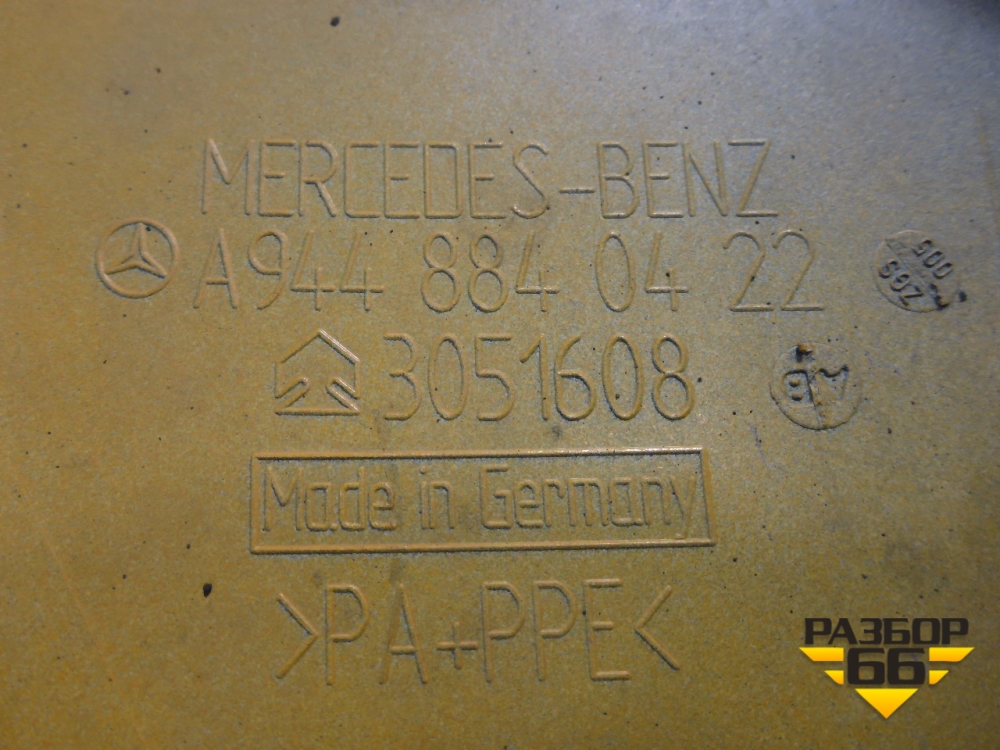 MERCEDES-BENZ
A944 884 04 22
3051608
Made in Germany
>PA+PPE<
РАЗБОР
66